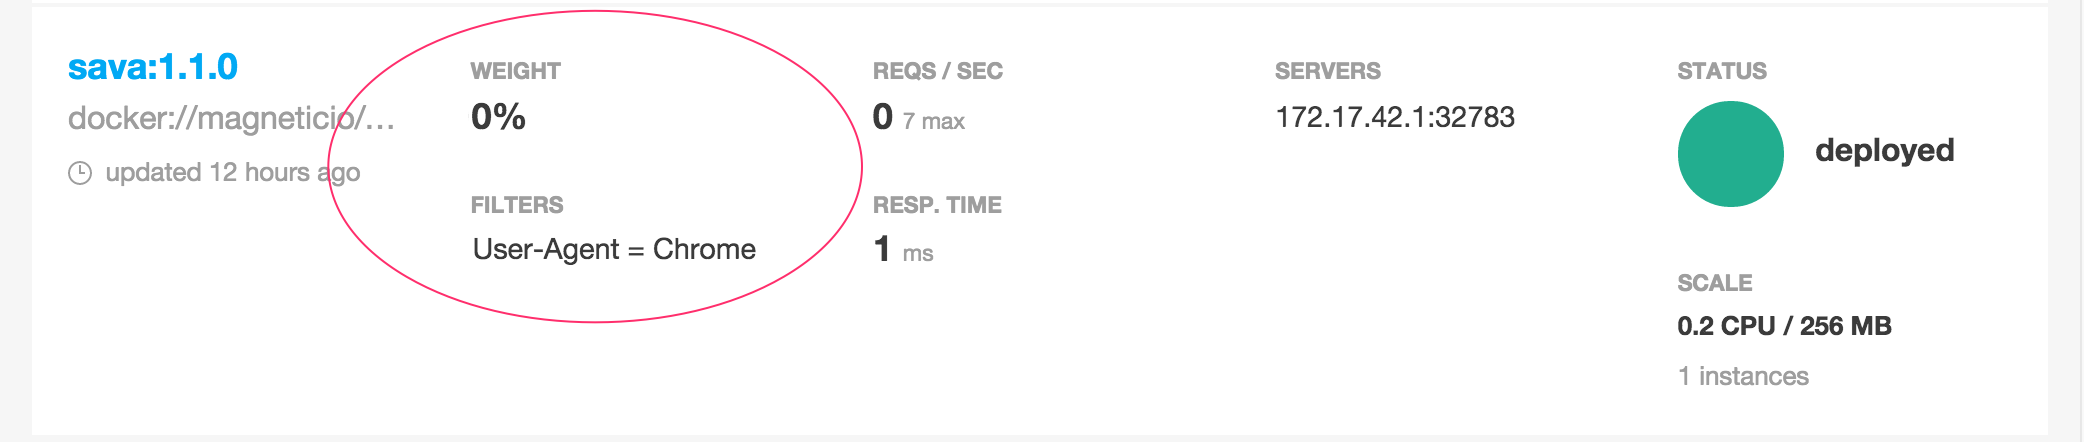 sava:1.1.0
docker://magneticio/...
updated 12 hours ago
WEIGHT
0%
FILTERS
User-Agent = Chrome
REQS / SEC
0 7 max
RESP. TIME
1 ms
SERVERS
172.17.42.1:32783
STATUS
deployed
SCALE
0.2 CPU / 256 MB
1 instances